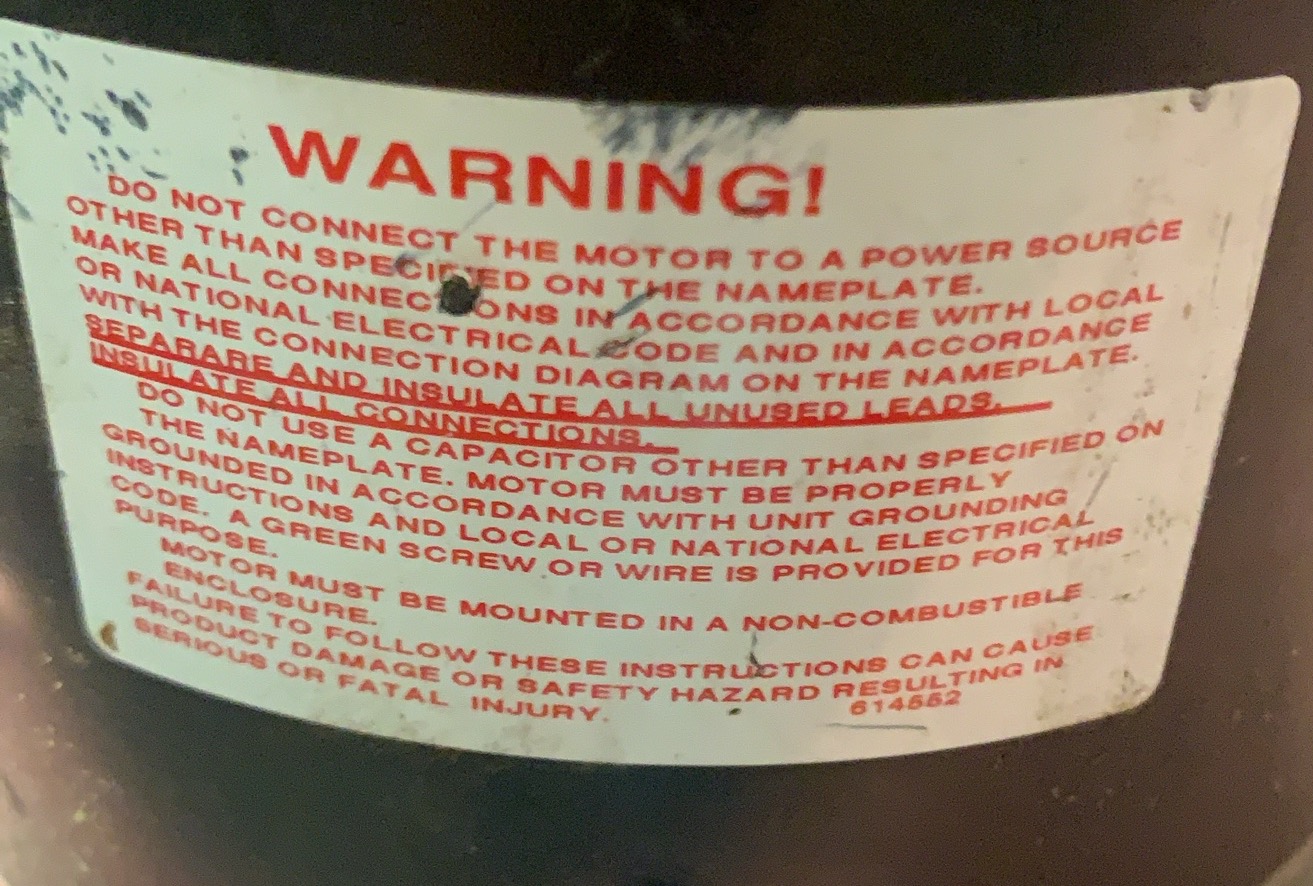 WARNING!
DO NOT CONNECT THE MOTOR TO A POWER SOURCE
OTHER THAN SPECIFIED ON THE NAMEPLATE.
MAKE ALL CONNECTIONS IN ACCORDANCE WITH LOCAL
OR NATIONAL ELECTRICAL CODE AND IN ACCORDANCE
WITH THE CONNECTION DIAGRAM ON THE NAMEPLATE.
SEPARARE AND INSULATE ALL UNUSED LEADS.
INSULATE ALL CONNECTIONS.
DO NOT USE A CAPACITOR OTHER THAN SPECIFIED ON
THE NAMEPLATE. MOTOR MUST BE PROPERLY
GROUNDED IN ACCORDANCE WITH UNIT GROUNDING
INSTRUCTIONS AND LOCAL OR NATIONAL ELECTRICAL
CODE. A GREEN SCREW OR WIRE IS PROVIDED FOR THIS
PURPOSE.
MOTOR MUST BE MOUNTED IN A NON-COMBUSTIBLE
ENCLOSURE.
FAILURE TO FOLLOW THESE INSTRUCTIONS CAN CAUSE
PRODUCT DAMAGE OR SAFETY HAZARD RESULTING IN
SERIOUS OR FATAL INJURY.
614552